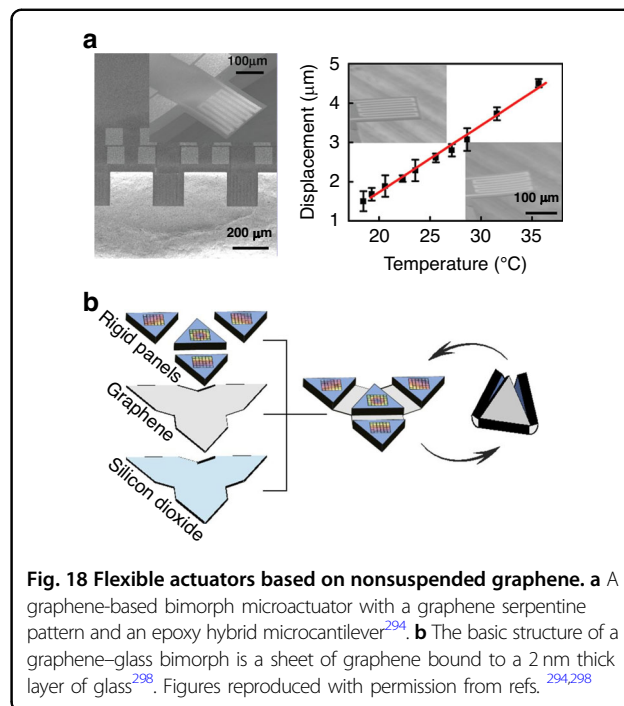 a
100μm
200 μm
Displacement (μm)
5
4
3
2
1
100 μm
20 25 30 35
Temperature (°C)
b
Rigid panels
Graphene
Silicon dioxide
Fig. 18 Flexible actuators based on nonsuspended graphene. a A
graphene-based bimorph microactuator with a graphene serpentine
pattern and an epoxy hybrid microcantilever294. b The basic structure of a
graphene–glass bimorph is a sheet of graphene bound to a 2 nm thick
layer of glass298. Figures reproduced with permission from refs. 294,298